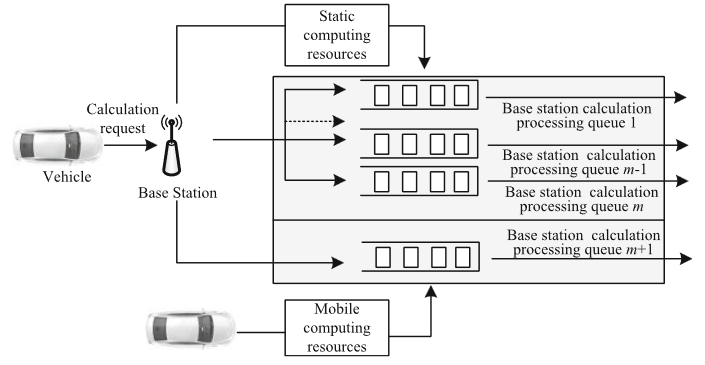 Static
computing
resources
Calculation
request
Vehicle
Base Station
Base station calculation
processing queue 1
Base station calculation
processing queue m-1
Base station calculation
processing queue m
Base station calculation
processing queue m+1
Mobile
computing
resources